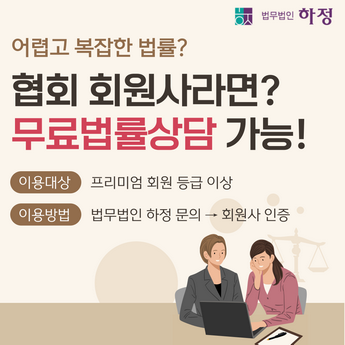 법무법인 하정
어렵고 복잡한 법률?
협회 회원사라면?
무료법률상담 가능!
이용대상 프리미엄 회원 등급 이상
이용방법 법무법인 하정 문의 → 회원사 인증